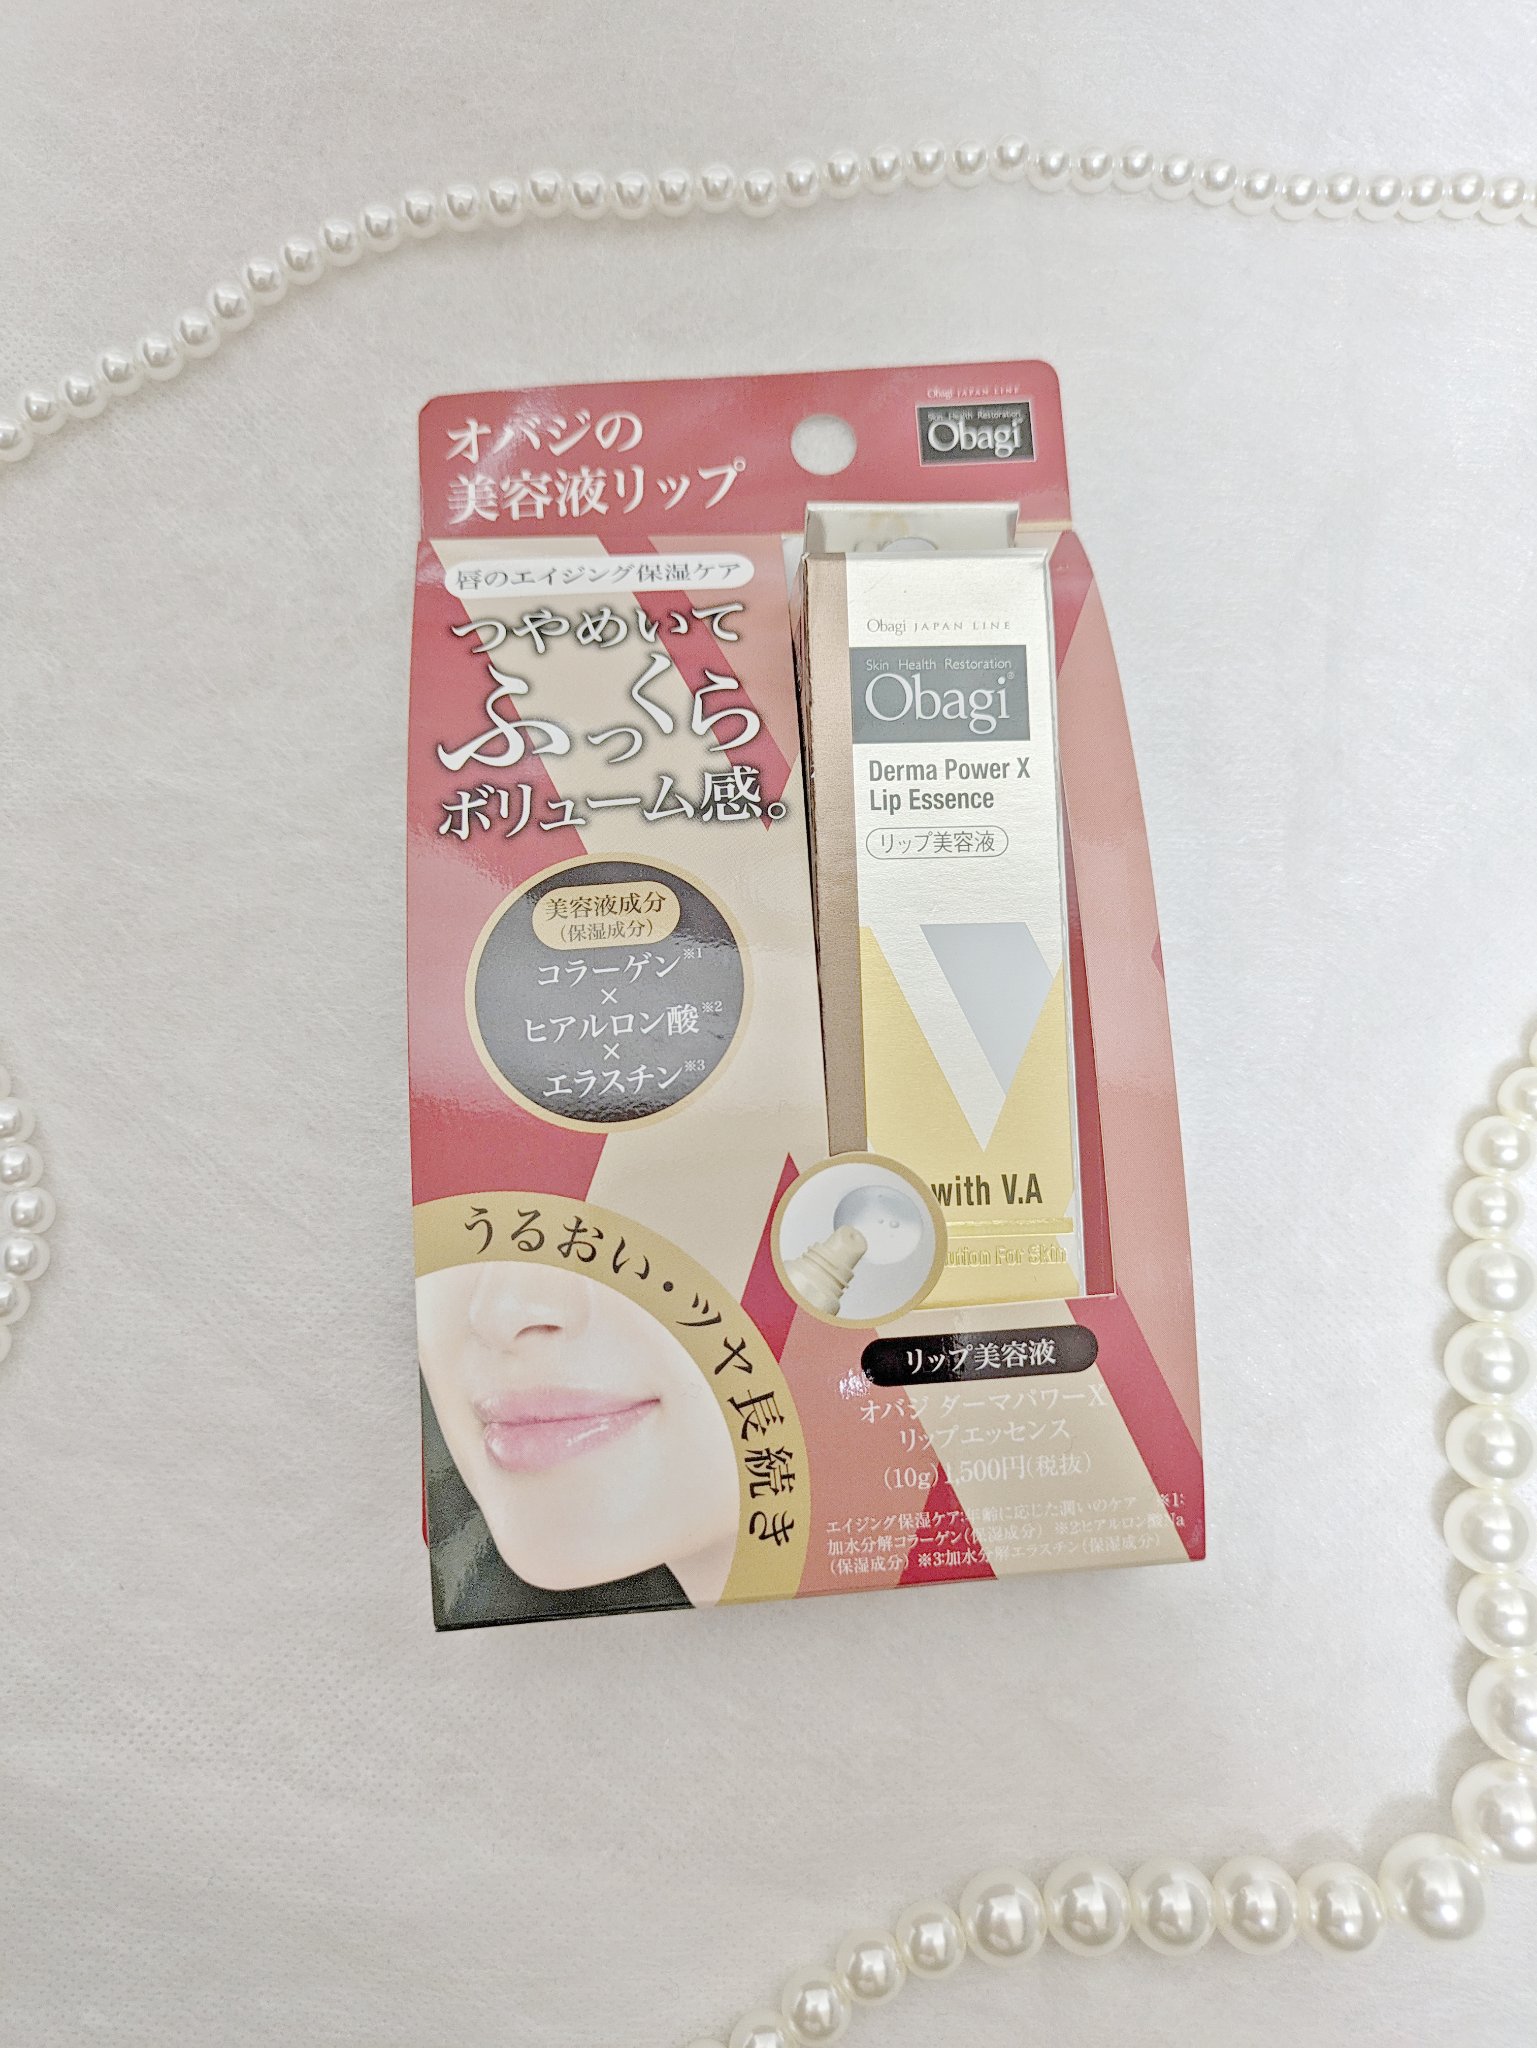 オバジの
美容液リップ
Obagi JAPAN LINE
Skin Health Restoration
Obagi
唇のエイジング保湿ケア
つやめいて
ふっくら
ボリューム感。
美容液成分
(保湿成分)
コラーゲン※1
×
ヒアルロン酸※2
×
エラスチン※3
うるおい・ツヤ長続き
Obagi JAPAN LINE
Skin Health Restoration
Obagi®
Derma Power X
Lip Essence
リップ美容液
with V.A
For Skin
リップ美容液
オバジ ダーマパワーX
リップエッセンス
(10g)1,500円(税抜)
エイジング保湿ケア:年齢に応じた潤いのケア ※1:
加水分解コラーゲン(保湿成分) ※2:ヒアルロン酸Na
(保湿成分) ※3:加水分解エラスチン(保湿成分)